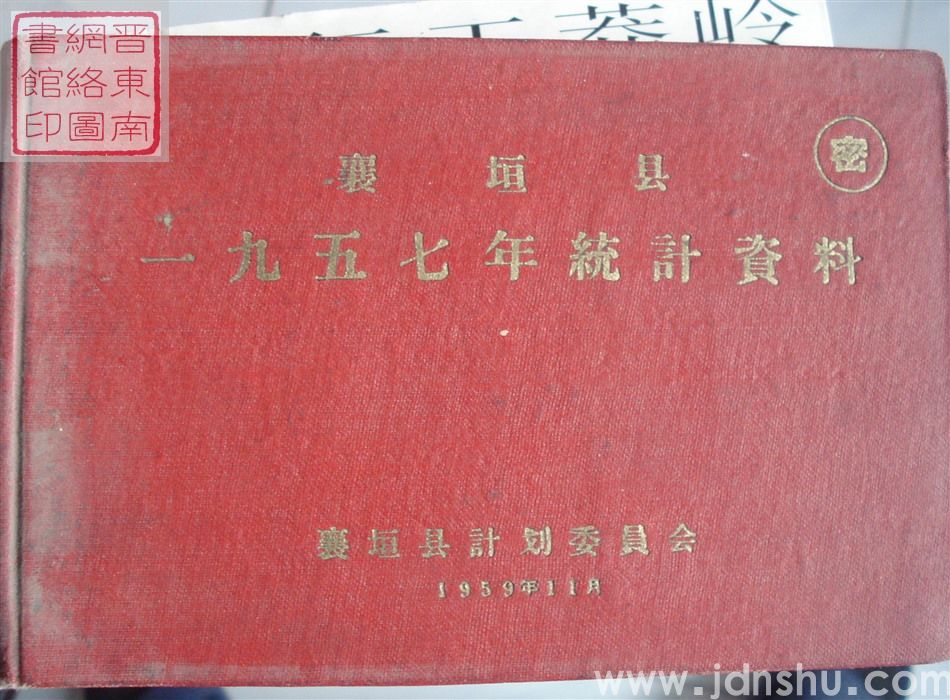 晋東南
網絡圖
書館印
茶岭
密
襄垣县
一九五七年統計資料
襄垣县計划委員会
1959年11月
www.jdnshu.com